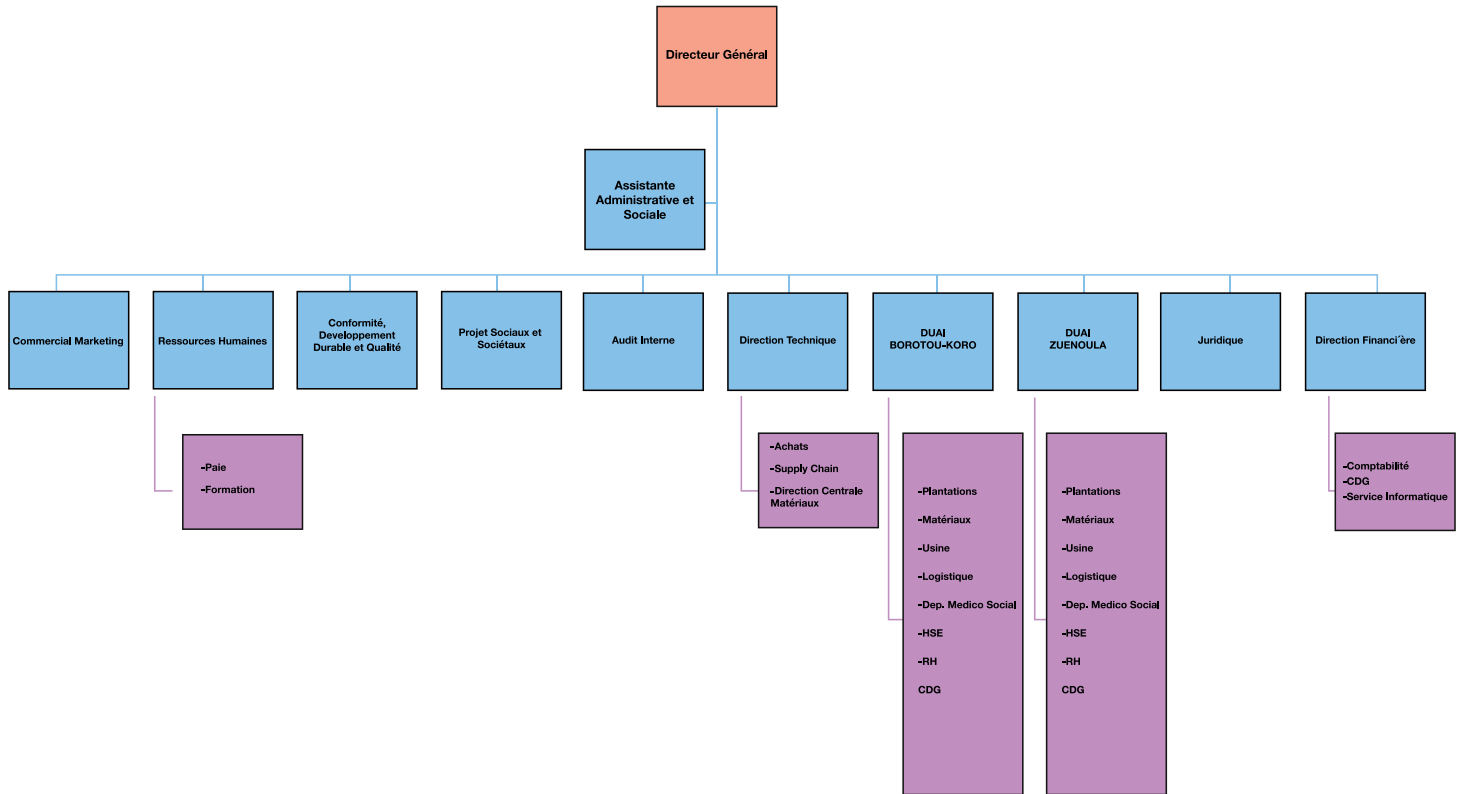 Directeur Général
Assistante
Administrative et
Sociale
Commercial Marketing
Ressources Humaines
Conformité,
Developpement
Durable et Qualité
Projet Sociaux et
Sociétaux
Audit Interne
Direction Technique
DUAI
BOROTOU-KORO
DUAI
ZUENOULA
Juridique
Direction Financi´ère
-Paie
-Formation
-Achats
-Supply Chain
-Direction Centrale
Matériaux
-Plantations
-Matériaux
-Usine
-Logistique
-Dep. Medico Social
-HSE
-RH
CDG
-Plantations
-Matériaux
-Usine
-Logistique
-Dep. Medico Social
-HSE
-RH
CDG
-Comptabilité
-CDG
-Service Informatique